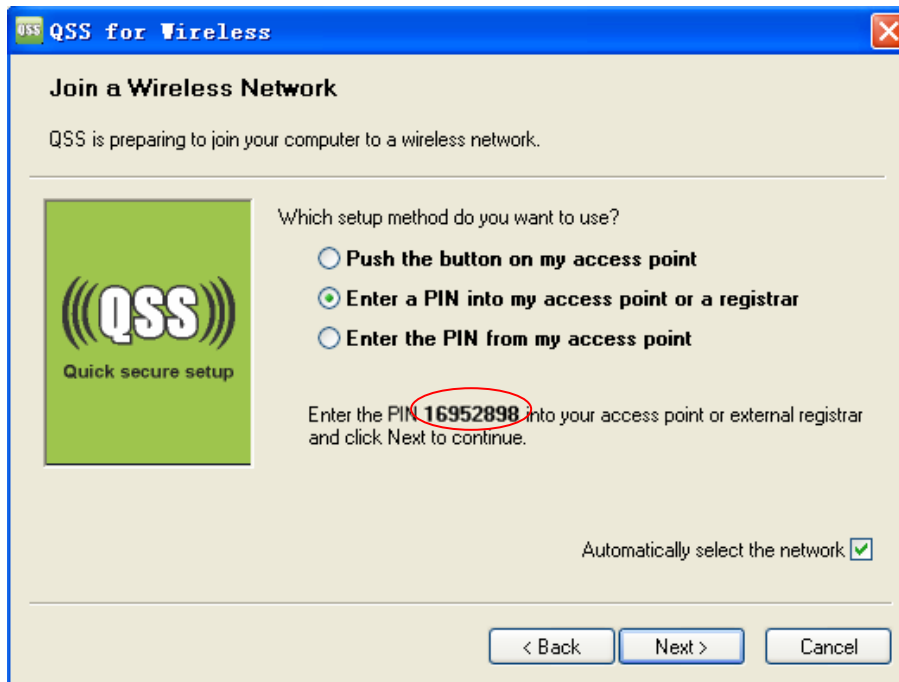 QSS QSS for Wireless
Join a Wireless Network
QSS is preparing to join your computer to a wireless network.
Which setup method do you want to use?
Push the button on my access point
Enter a PIN into my access point or a registrar
Enter the PIN from my access point
(((QSS)))
Quick secure setup
Enter the PIN 16952898 into your access point or external registrar
and click Next to continue.
Automatically select the network
< Back
Next >
Cancel